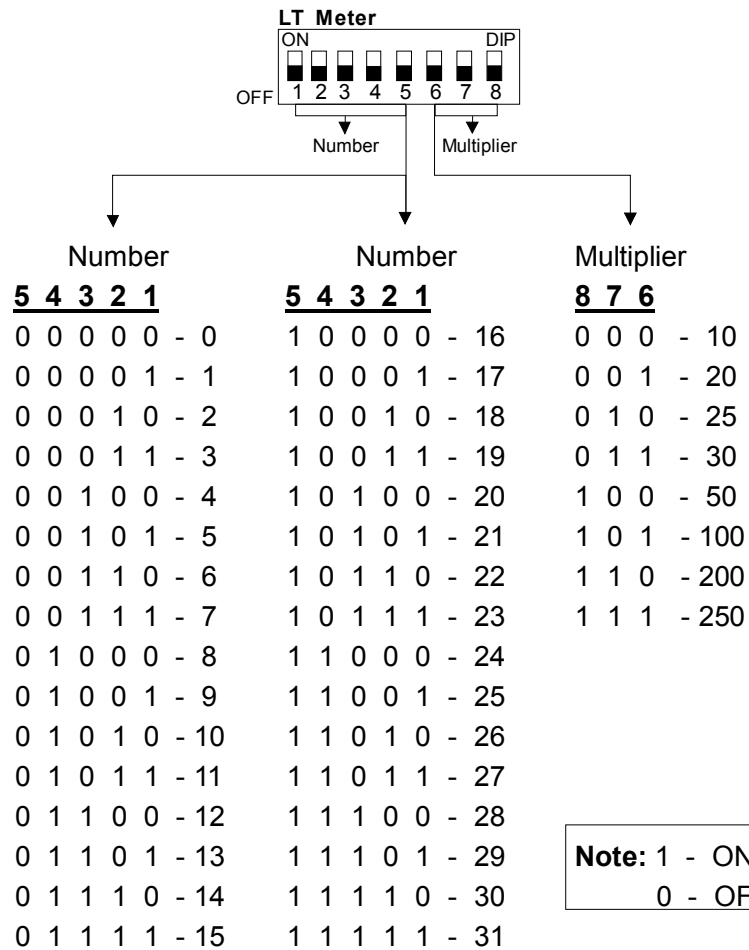 LT Meter
ON DIP
OFF 1 2 3 4 5 6 7 8
Number Multiplier
Number Number Multiplier
5 4 3 2 1 5 4 3 2 1 8 7 6
0 0 0 0 0 - 0 1 0 0 0 0 - 16 0 0 0 - 10
0 0 0 0 1 - 1 1 0 0 0 1 - 17 0 0 1 - 20
0 0 0 1 0 - 2 1 0 0 1 0 - 18 0 1 0 - 25
0 0 0 1 1 - 3 1 0 0 1 1 - 19 0 1 1 - 30
0 0 1 0 0 - 4 1 0 1 0 0 - 20 1 0 0 - 50
0 0 1 0 1 - 5 1 0 1 0 1 - 21 1 0 1 - 100
0 0 1 1 0 - 6 1 0 1 1 0 - 22 1 1 0 - 200
0 0 1 1 1 - 7 1 0 1 1 1 - 23 1 1 1 - 250
0 1 0 0 0 - 8 1 1 0 0 0 - 24
0 1 0 0 1 - 9 1 1 0 0 1 - 25
0 1 0 1 0 - 10 1 1 0 1 0 - 26
0 1 0 1 1 - 11 1 1 0 1 1 - 27
0 1 1 0 0 - 12 1 1 1 0 0 - 28
0 1 1 0 1 - 13 1 1 1 0 1 - 29 Note: 1 - ON
0 1 1 1 0 - 14 1 1 1 1 0 - 30 0 - OF
0 1 1 1 1 - 15 1 1 1 1 1 - 31